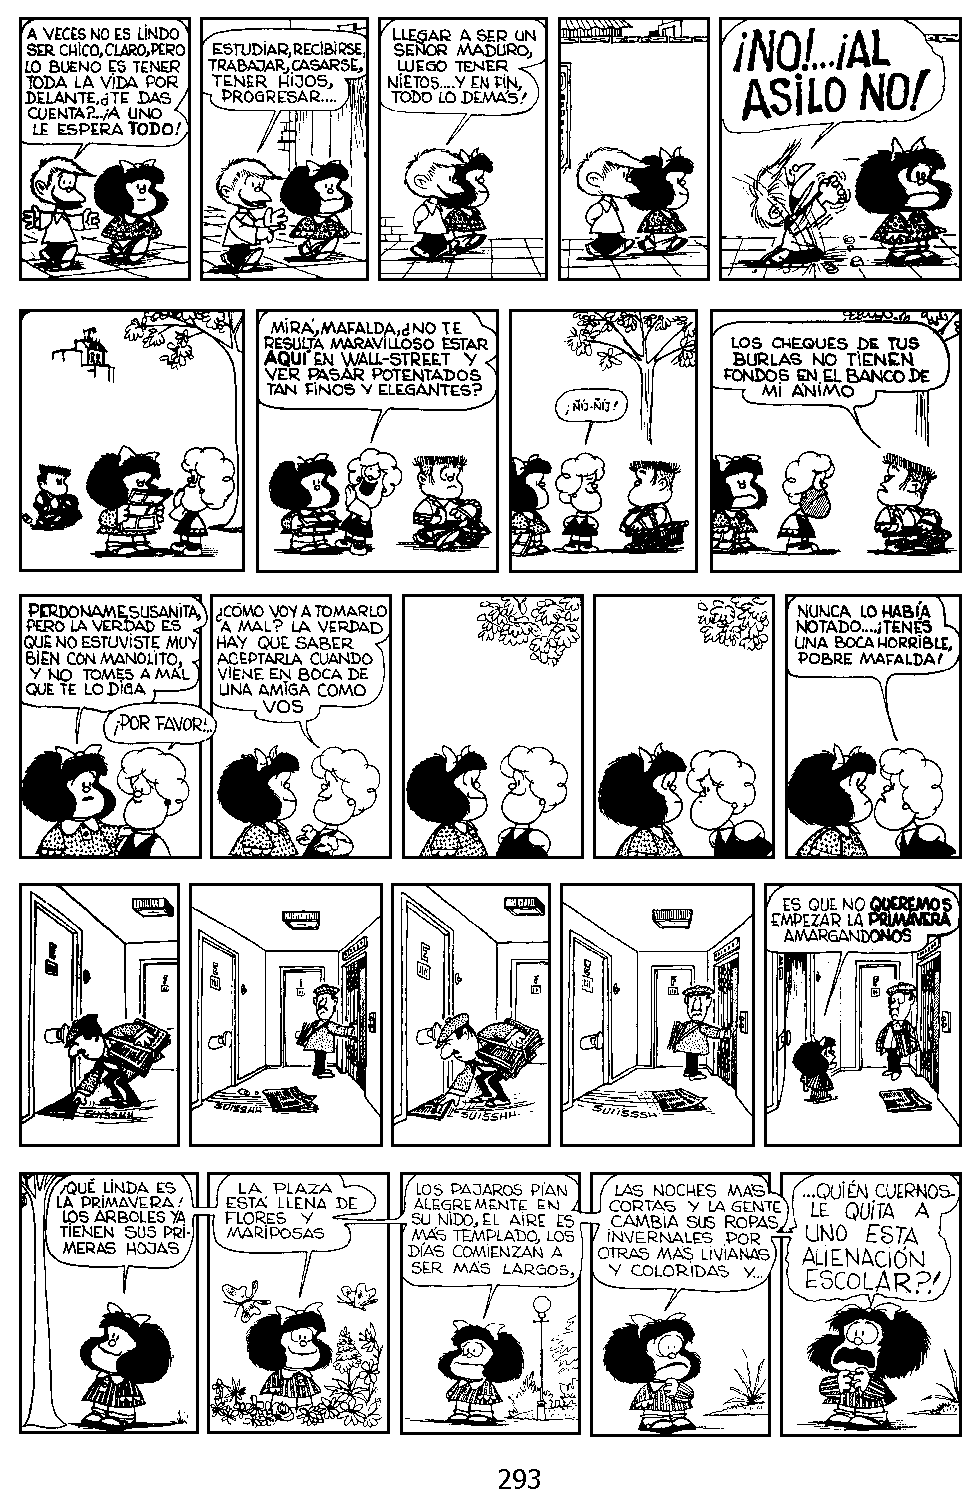 A VECES NO ES LINDO
SER CHICO, CLARO, PERO
LO BUENO ES TENER
TODA LA VIDA POR
DELANTE, ¿TE DAS
CUENTA?...¡A UNO
LE ESPERA TODO!
ESTUDIAR, RECIBIRSE,
TRABAJAR, CASARSE,
TENER HIJOS,
PROGRESAR....
LLEGAR A SER UN
SEÑOR MADURO,
LUEGO TENER
NIETOS....Y EN FIN,
TODO LO DEMÁS!
¡NO!...¡AL
ASILO NO!
MIRÁ, MAFALDA, ¿NO TE
RESULTA MARAVILLOSO ESTAR
AQUÍ EN WALL-STREET Y
VER PASAR POTENTADOS
TAN FINOS Y ELEGANTES?
¡ÑÍJ-ÑÍJ!
LOS CHEQUES DE TUS
BURLAS NO TIENEN
FONDOS EN EL BANCO DE
MI ÁNIMO
PERDONAME, SUSANITA,
PERO LA VERDAD ES
QUE NO ESTUVISTE MUY
BIEN CON MANOLITO,
Y NO TOMES A MAL
QUE TE LO DIGA
¡POR FAVOR!..
¿CÓMO VOY A TOMARLO
A MAL? LA VERDAD
HAY QUE SABER
ACEPTARLA CUANDO
VIENE EN BOCA DE
UNA AMIGA COMO
VOS
NUNCA LO HABÍA
NOTADO....¡TENÉS
UNA BOCA HORRIBLE,
POBRE MAFALDA!
SUISSHH
SUISSHH
SUISSHH
SUIISSSH
ES QUE NO QUEREMOS
EMPEZAR LA PRIMAVERA
AMARGANDONOS
¡QUÉ LINDA ES
LA PRIMAVERA!
LOS ÁRBOLES YA
TIENEN SUS PRI-
MERAS HOJAS
LA PLAZA
ESTÁ LLENA DE
FLORES Y
MARIPOSAS
LOS PAJAROS PÍAN
ALEGREMENTE EN
SU NIDO, EL AIRE ES
MÁS TEMPLADO, LOS
DÍAS COMIENZAN A
SER MÁS LARGOS,
LAS NOCHES MÁS
CORTAS Y LA GENTE
CAMBIA SUS ROPAS
INVERNALES POR
OTRAS MÁS LIVIANAS
Y COLORIDAS Y...
...QUIÉN CUERNOS
LE QUITA A
UNO ESTA
ALIENACIÓN
ESCOLAR?!
293